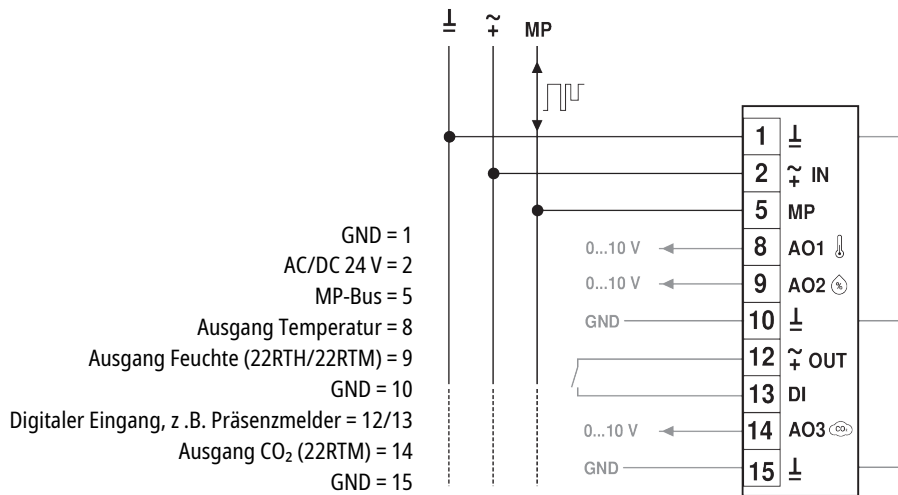 ⊥ ~+ MP
1 ⊥
2 ~+ IN
5 MP
0...10 V 8 AO1
0...10 V 9 AO2 %
GND 10 ⊥
12 ~+ OUT
13 DI
0...10 V 14 AO3 CO₂
GND 15 ⊥
GND = 1
AC/DC 24 V = 2
MP-Bus = 5
Ausgang Temperatur = 8
Ausgang Feuchte (22RTH/22RTM) = 9
GND = 10
Digitaler Eingang, z .B. Präsenzmelder = 12/13
Ausgang CO₂ (22RTM) = 14
GND = 15